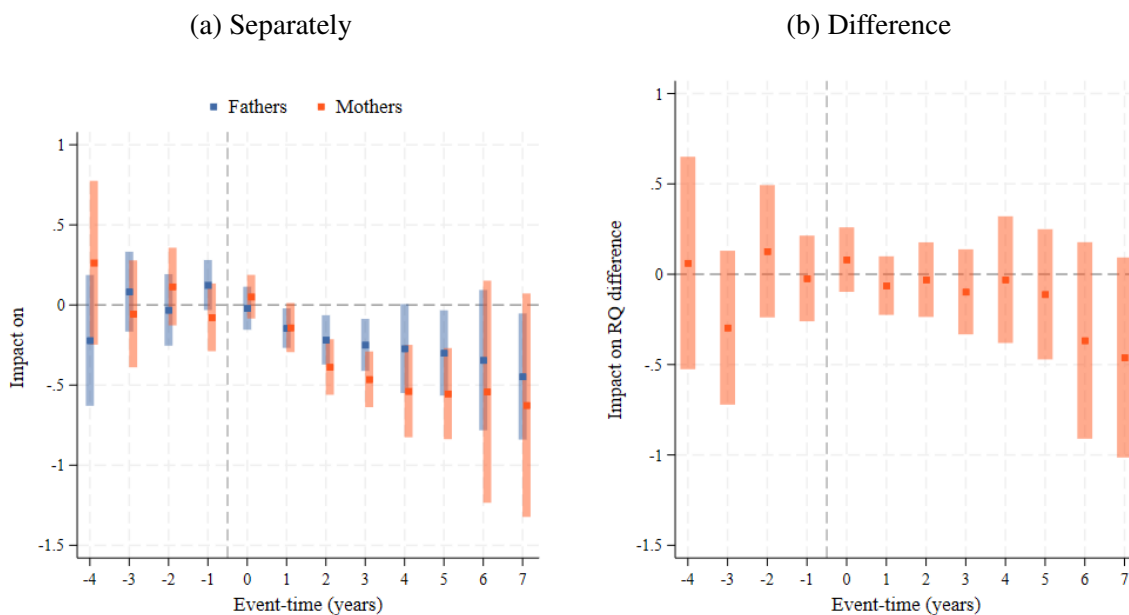 (a) Separately
Fathers Mothers
Impact on
1
.5
0
-.5
-1
-1.5
-4 -3 -2 -1 0 1 2 3 4 5 6 7
Event-time (years)
(b) Difference
Impact on RQ difference
1
.5
0
-.5
-1
-1.5
-4 -3 -2 -1 0 1 2 3 4 5 6 7
Event-time (years)